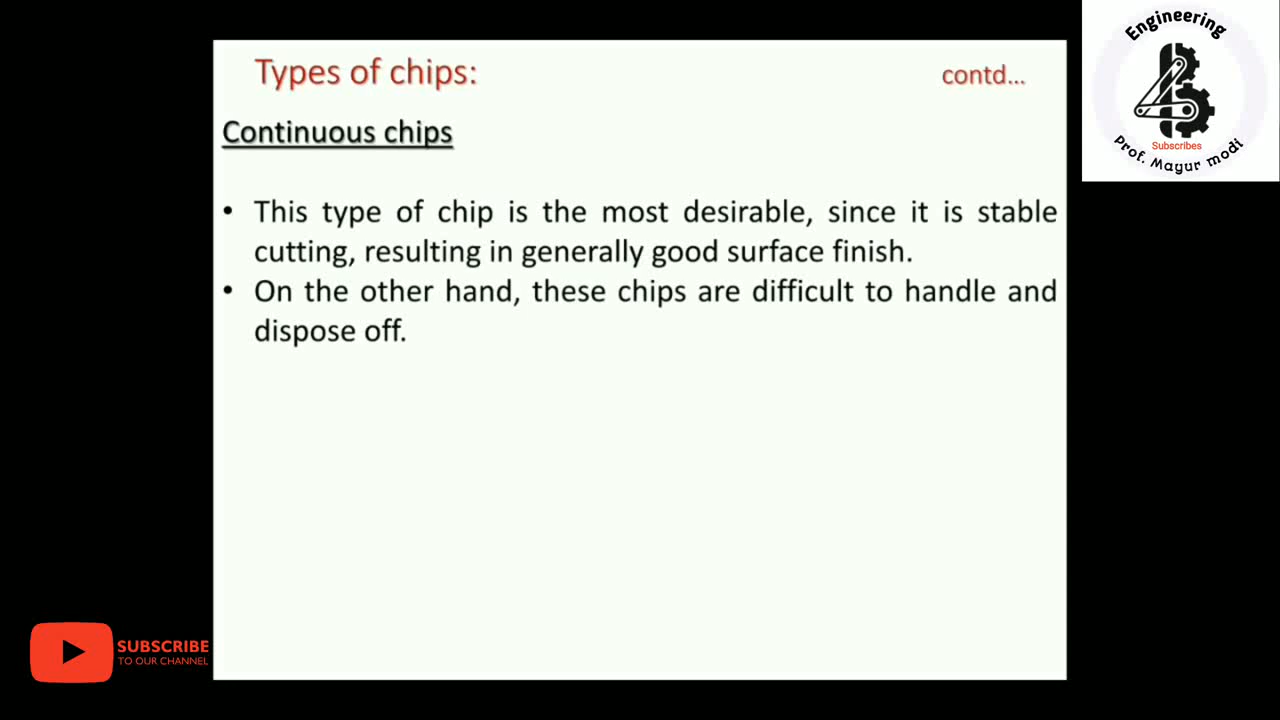 Types of chips:
contd...
Continuous chips
• This type of chip is the most desirable, since it is stable
cutting, resulting in generally good surface finish.
• On the other hand, these chips are difficult to handle and
dispose off.
Engineering
Subscribes
Prof. Mayur modi
SUBSCRIBE
TO OUR CHANNEL